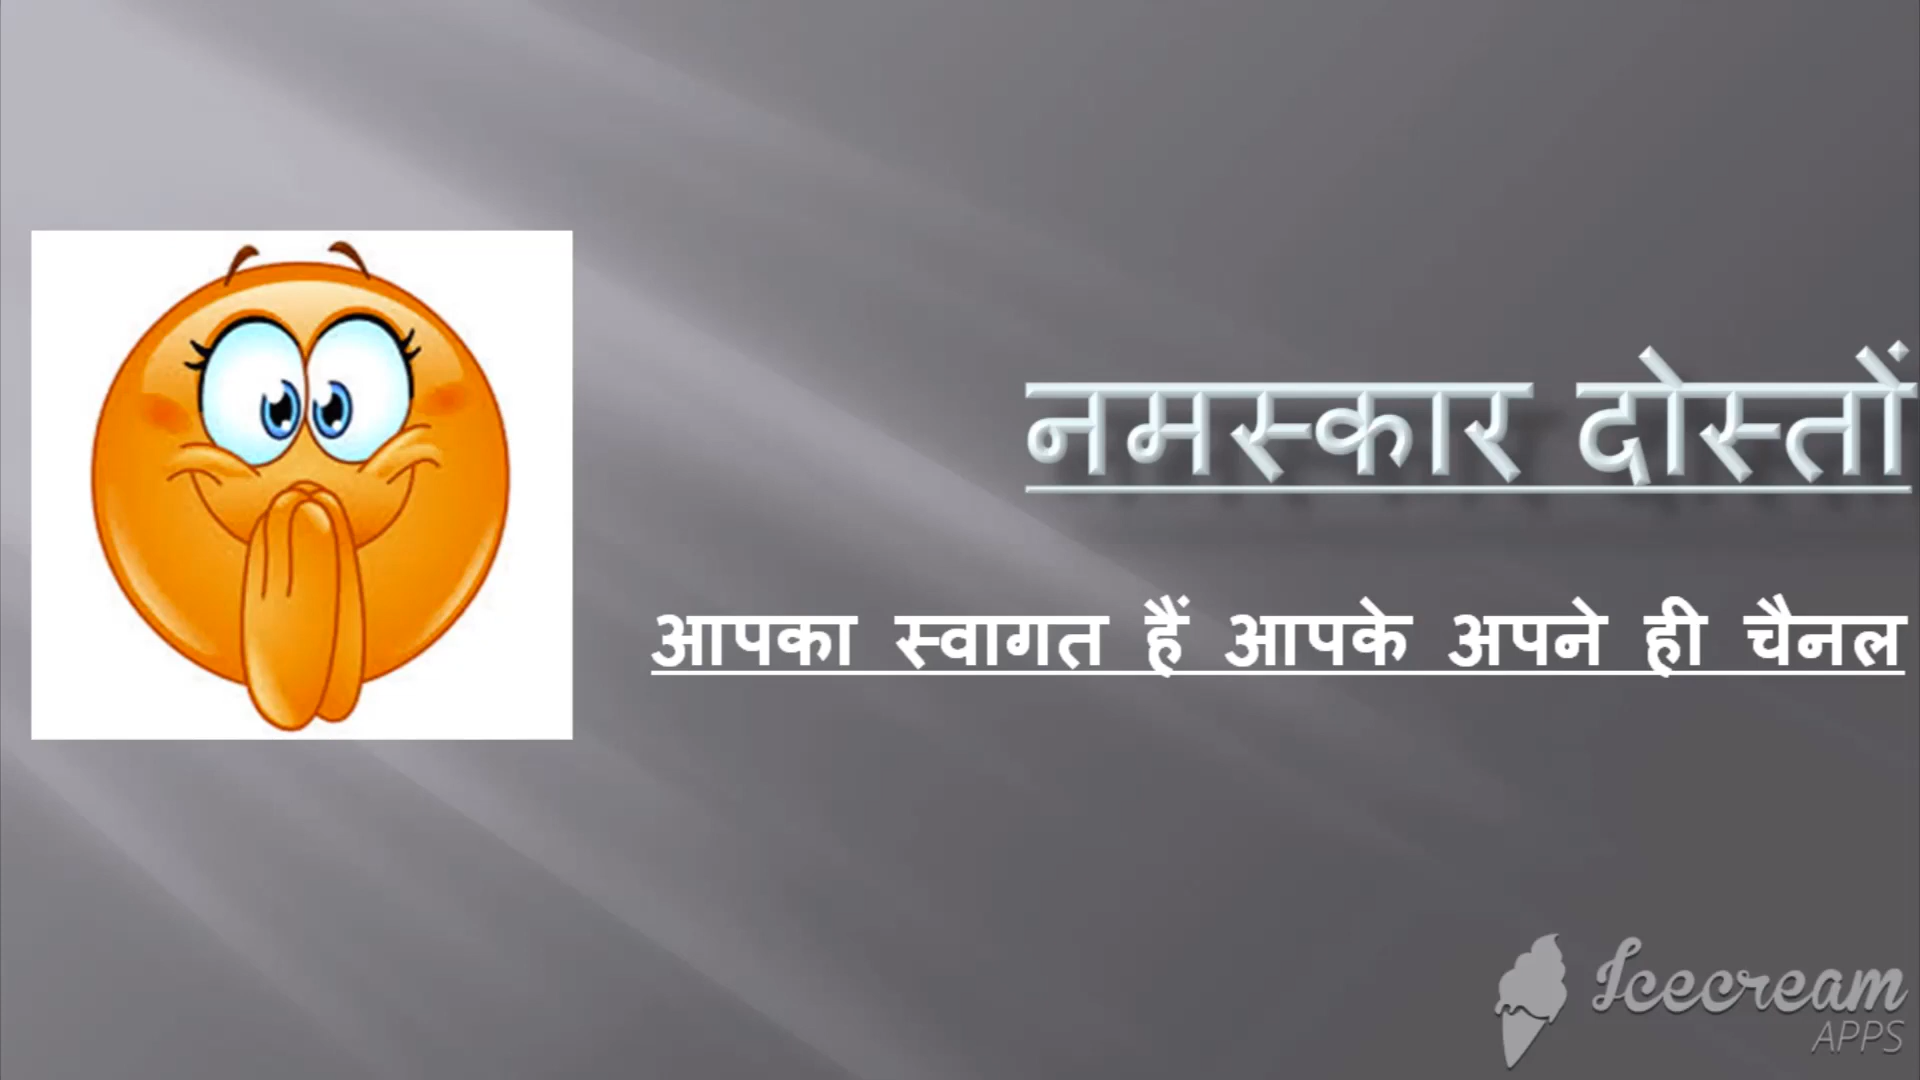 नमस्कार दोस्तों
आपका स्वागत हैं आपके अपने ही चैनल
Icecream
APPS